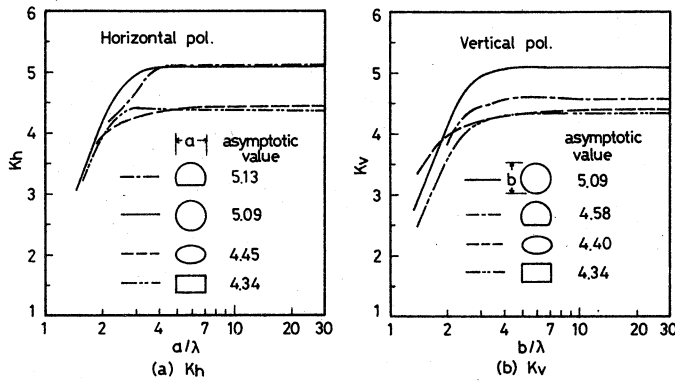 6
5
4
3
2
1
Kh
Horizontal pol.
a
asymptotic
value
5.13
5.09
4.45
4.34
1
2
4
7
10
20
30
a/λ
(a) Kh
6
5
4
3
2
1
Kv
Vertical pol.
asymptotic
value
b
5.09
4.58
4.40
4.34
1
2
4
7
10
20
30
b/λ
(b) Kv